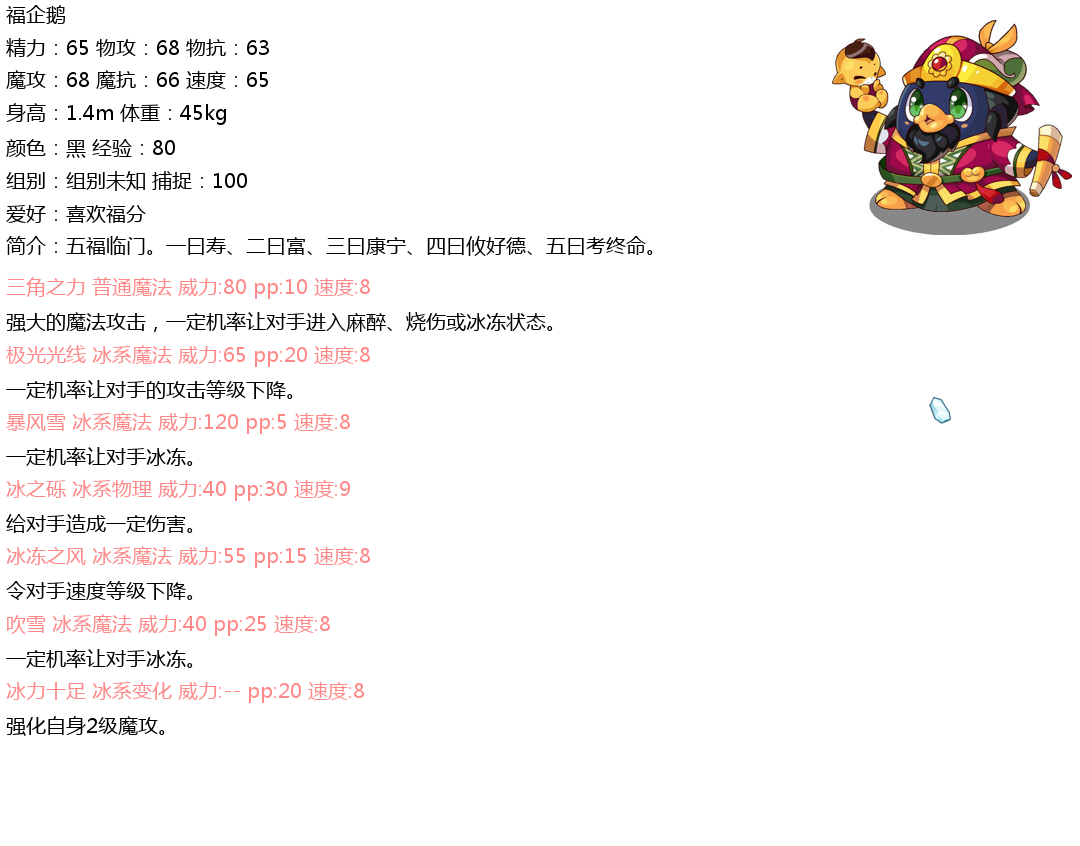 福企鹅
精力：65 物攻：68 物抗：63
魔攻：68 魔抗：66 速度：65
身高：1.4m 体重：45kg
颜色：黑 经验：80
组别：组别未知 捕捉：100
爱好：喜欢福分
简介：五福临门。一曰寿、二曰富、三曰康宁、四曰攸好德、五曰考终命。
三角之力 普通魔法 威力:80 pp:10 速度:8
强大的魔法攻击，一定机率让对手进入麻醉、烧伤或冰冻状态。
极光光线 冰系魔法 威力:65 pp:20 速度:8
一定机率让对手的攻击等级下降。
暴风雪 冰系魔法 威力:120 pp:5 速度:8
一定机率让对手冰冻。
冰之砾 冰系物理 威力:40 pp:30 速度:9
给对手造成一定伤害。
冰冻之风 冰系魔法 威力:55 pp:15 速度:8
令对手速度等级下降。
吹雪 冰系魔法 威力:40 pp:25 速度:8
一定机率让对手冰冻。
冰力十足 冰系变化 威力:-- pp:20 速度:8
强化自身2级魔攻。